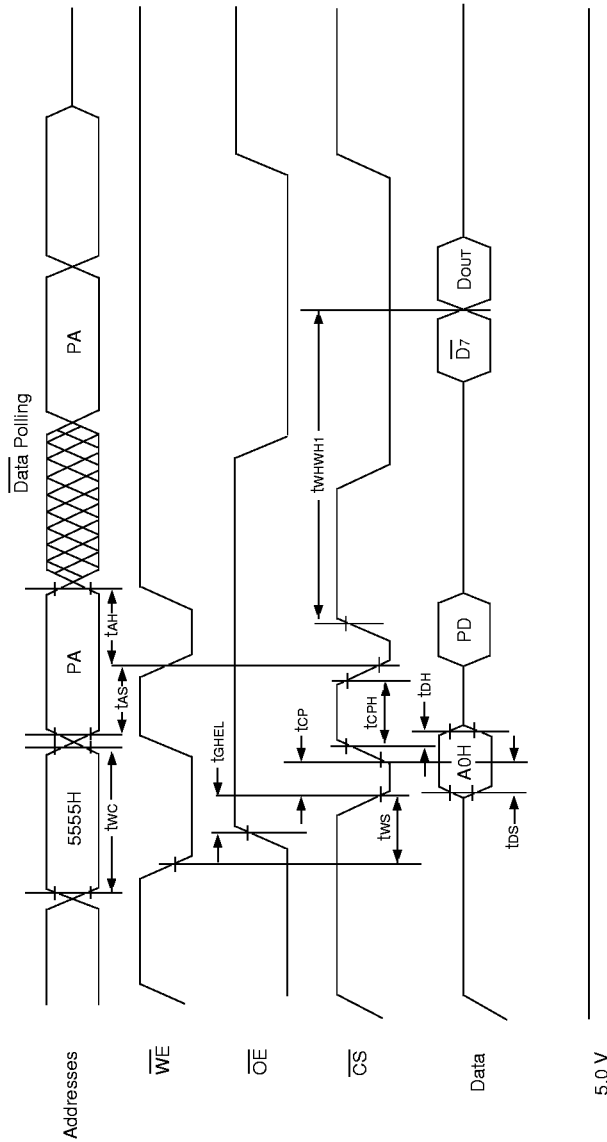 Data Polling
Addresses
5555H
PA
PA
tWC
tAS
tAH
WE
OE
tGHEL
tWHWH1
CS
tWS
tCP
tCPH
tDH
Data
A0H
PD
D7
DOUT
tDS
5.0 V